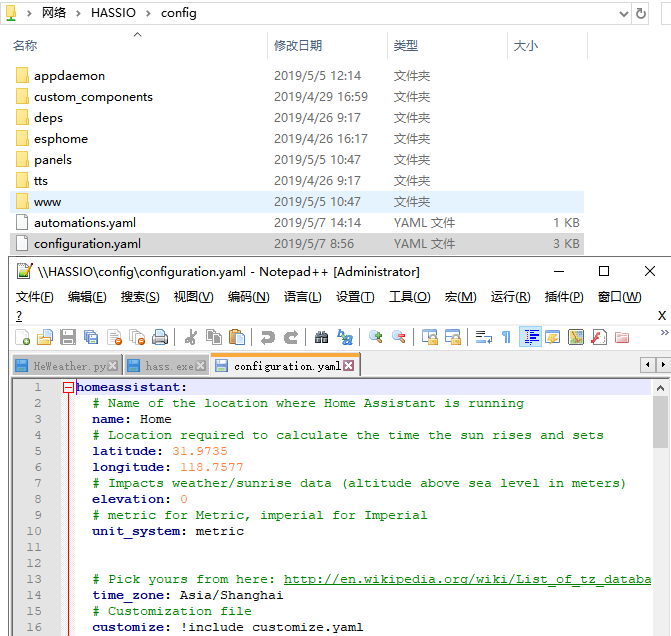 网络 › HASSIO › config
名称 修改日期 类型 大小
appdaemon 2019/5/5 12:14 文件夹
custom_components 2019/4/29 16:59 文件夹
deps 2019/4/26 9:17 文件夹
esphome 2019/4/26 16:17 文件夹
panels 2019/5/5 10:47 文件夹
tts 2019/4/26 9:17 文件夹
www 2019/5/5 10:47 文件夹
automations.yaml 2019/5/7 14:14 YAML 文件 1 KB
configuration.yaml 2019/5/7 8:56 YAML 文件 3 KB
\\HASSIO\config\configuration.yaml - Notepad++ [Administrator]
文件(F) 编辑(E) 搜索(S) 视图(V) 编码(N) 语言(L) 设置(T) 工具(O) 宏(M) 运行(R) 插件(P) 窗口(W)
? X
HeWeather.py hass.exe configuration.yaml
1 homeassistant:
2 # Name of the location where Home Assistant is running
3 name: Home
4 # Location required to calculate the time the sun rises and sets
5 latitude: 31.9735
6 longitude: 118.7577
7 # Impacts weather/sunrise data (altitude above sea level in meters)
8 elevation: 0
9 # metric for Metric, imperial for Imperial
10 unit_system: metric
11
12
13 # Pick yours from here: http://en.wikipedia.org/wiki/List_of_tz_databa
14 time_zone: Asia/Shanghai
15 # Customization file
16 customize: !include customize.yaml